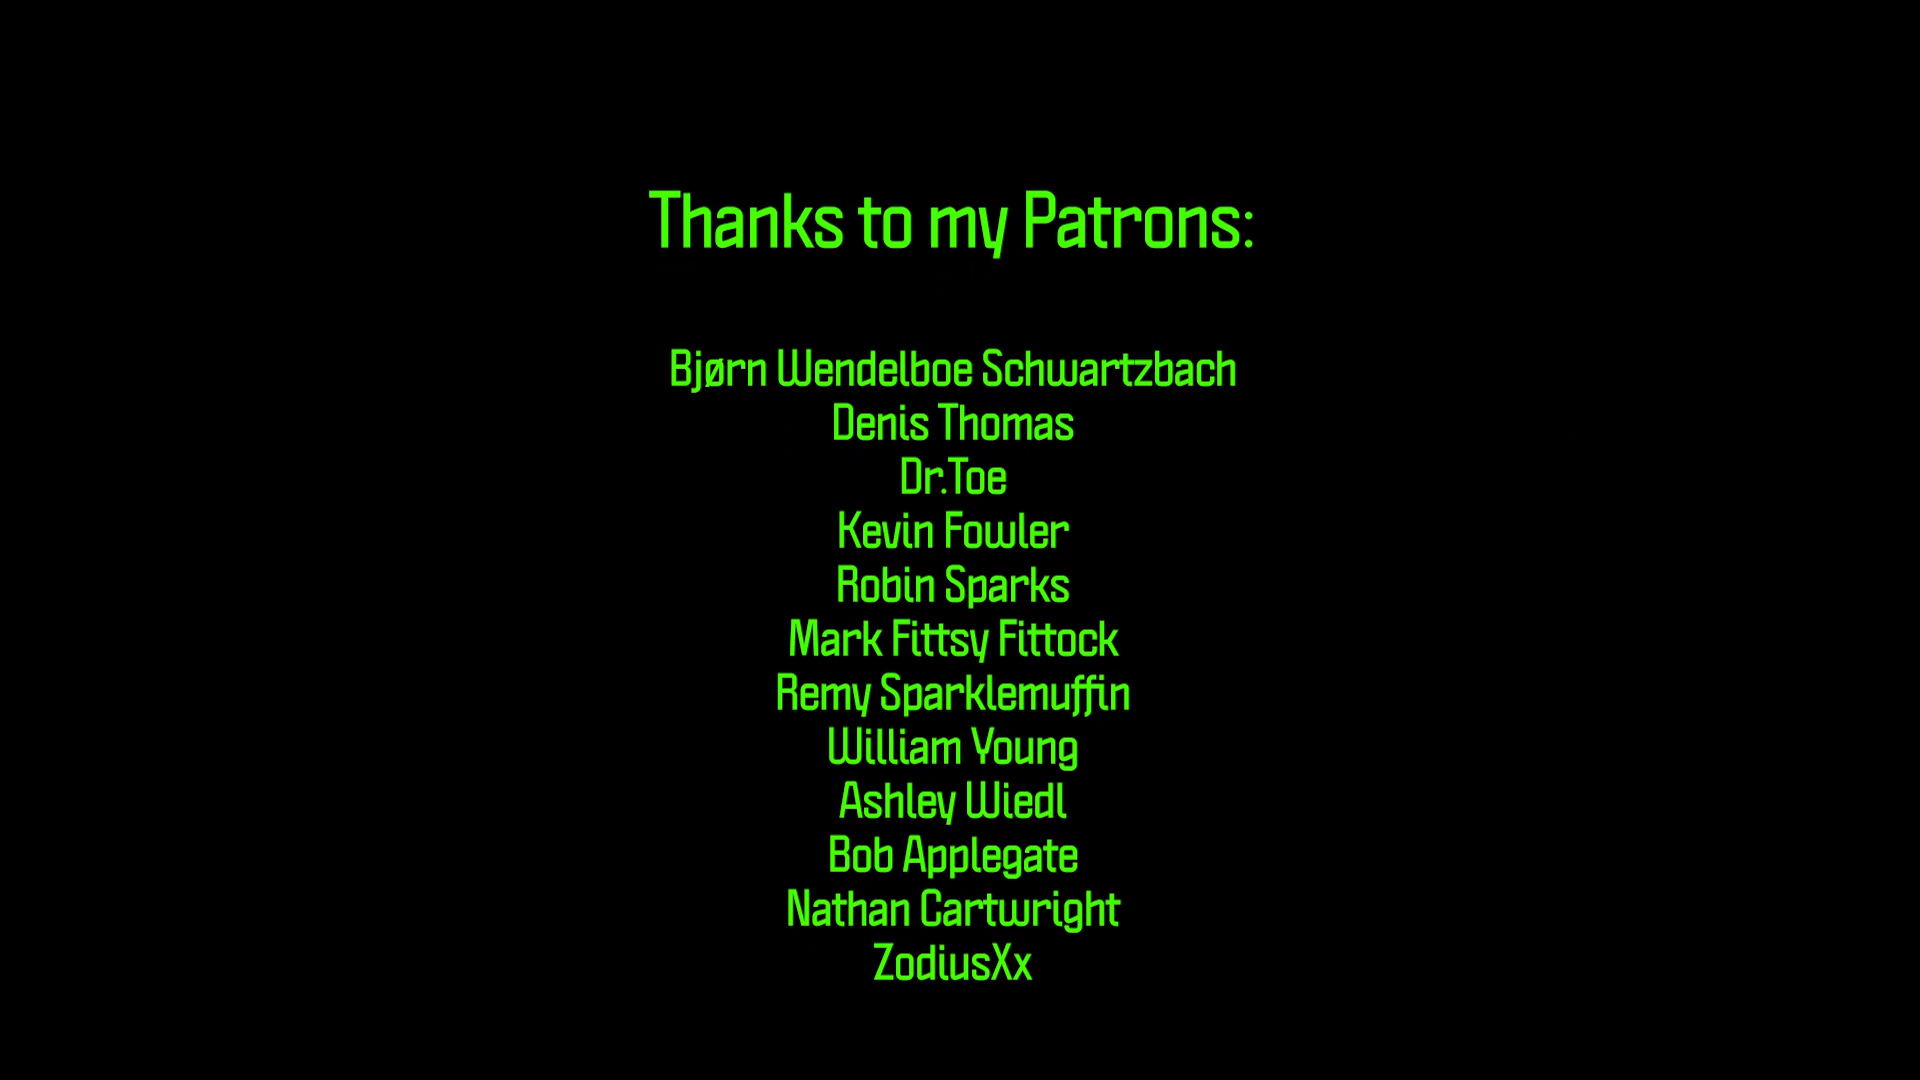 Thanks to my Patrons:
Bjørn Wendelboe Schwartzbach
Denis Thomas
Dr.Toe
Kevin Fowler
Robin Sparks
Mark Fittsy Fittock
Remy Sparklemuffin
William Young
Ashley Wiedl
Bob Applegate
Nathan Cartwright
ZodiusXx